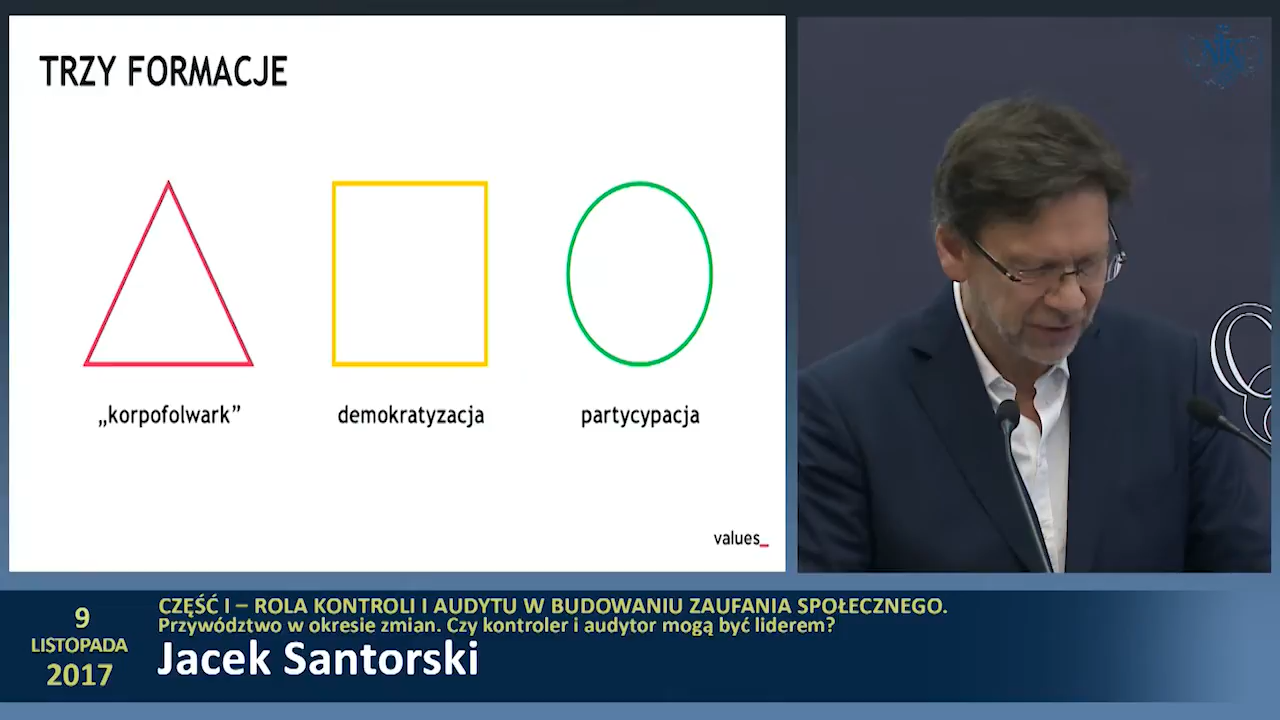 TRZY FORMACJE
„korpofolwark”
demokratyzacja
partycypacja
values_
NIK
9
LISTOPADA
2017
CZĘŚĆ I – ROLA KONTROLI I AUDYTU W BUDOWANIU ZAUFANIA SPOŁECZNEGO.
Przywództwo w okresie zmian. Czy kontroler i audytor mogą być liderem?
Jacek Santorski